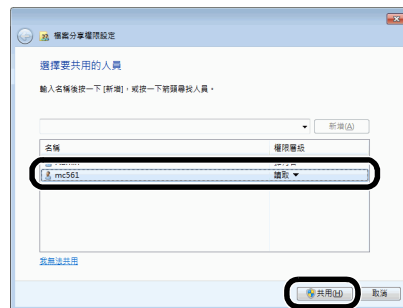 檔案分享權限設定
選擇要共用的人員
輸入名稱後按一下 [新增]，或按一下箭頭尋找人員。
新增(A)
名稱 權限層級
mc561 讀取
我無法共用
共用(H) 取消